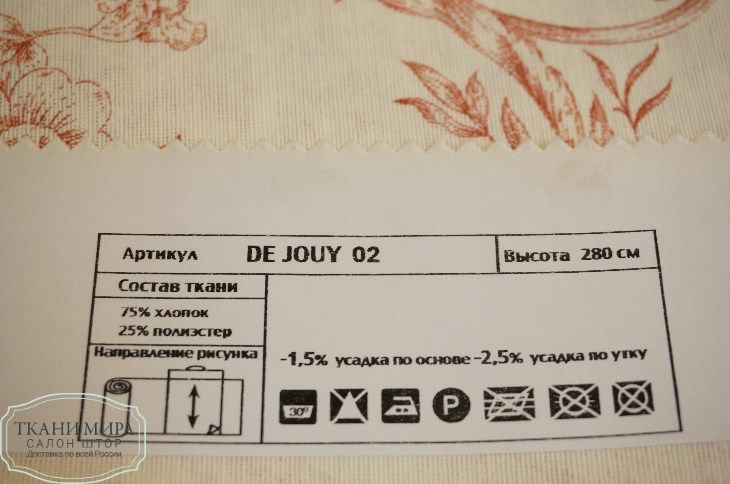 Артикул DE JOUY 02 Высота 280 см
Состав ткани
75% хлопок
25% полиэстер
Направление рисунка
-1,5% усадка по основе -2,5% усадка по утку
30° P
ТКАНИ МИРА
САЛОН ШТОР
Доставка по всей России